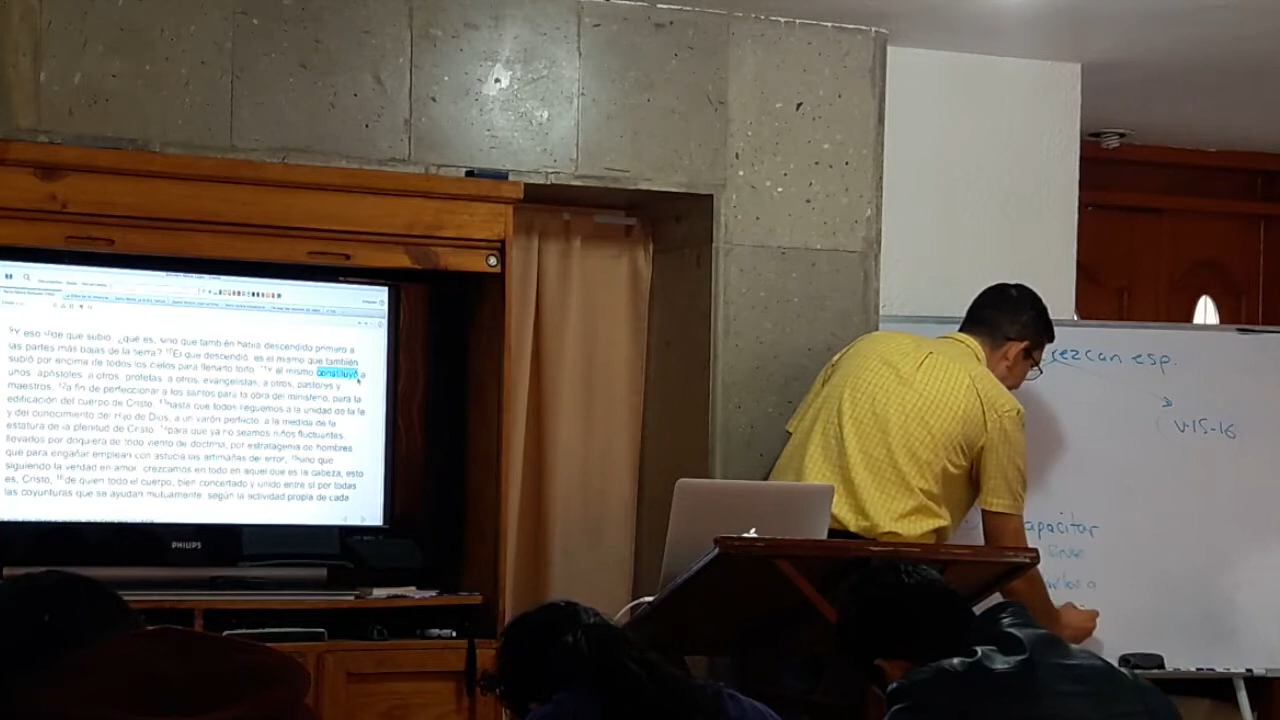 ⁹Y eso ¹de que subió, ¿qué es, sino que también había descendido primero a
las partes más bajas de la tierra? ¹⁰El que descendió, es el mismo que también
subió por encima de todos los cielos para llenarlo todo. ¹¹Y él mismo constituyó a
unos, apóstoles; a otros, profetas; a otros, evangelistas; a otros, pastores y
maestros, ¹²a fin de perfeccionar a los santos para la obra del ministerio, para la
edificación del cuerpo de Cristo, ¹³hasta que todos lleguemos a la unidad de la fe
y del conocimiento del Hijo de Dios, a un varón perfecto, a la medida de la
estatura de la plenitud de Cristo; ¹⁴para que ya no seamos niños fluctuantes,
llevados por doquiera de todo viento de doctrina, por estratagema de hombres
que para engañar emplean con astucia las artimañas del error, ¹⁵sino que
siguiendo la verdad en amor, crezcamos en todo en aquel que es la cabeza, esto
es, Cristo, ¹⁶de quien todo el cuerpo, bien concertado y unido entre sí por todas
las coyunturas que se ayudan mutuamente, según la actividad propia de cada
PHILIPS
rezcan esp.
v.15-16
apacitar